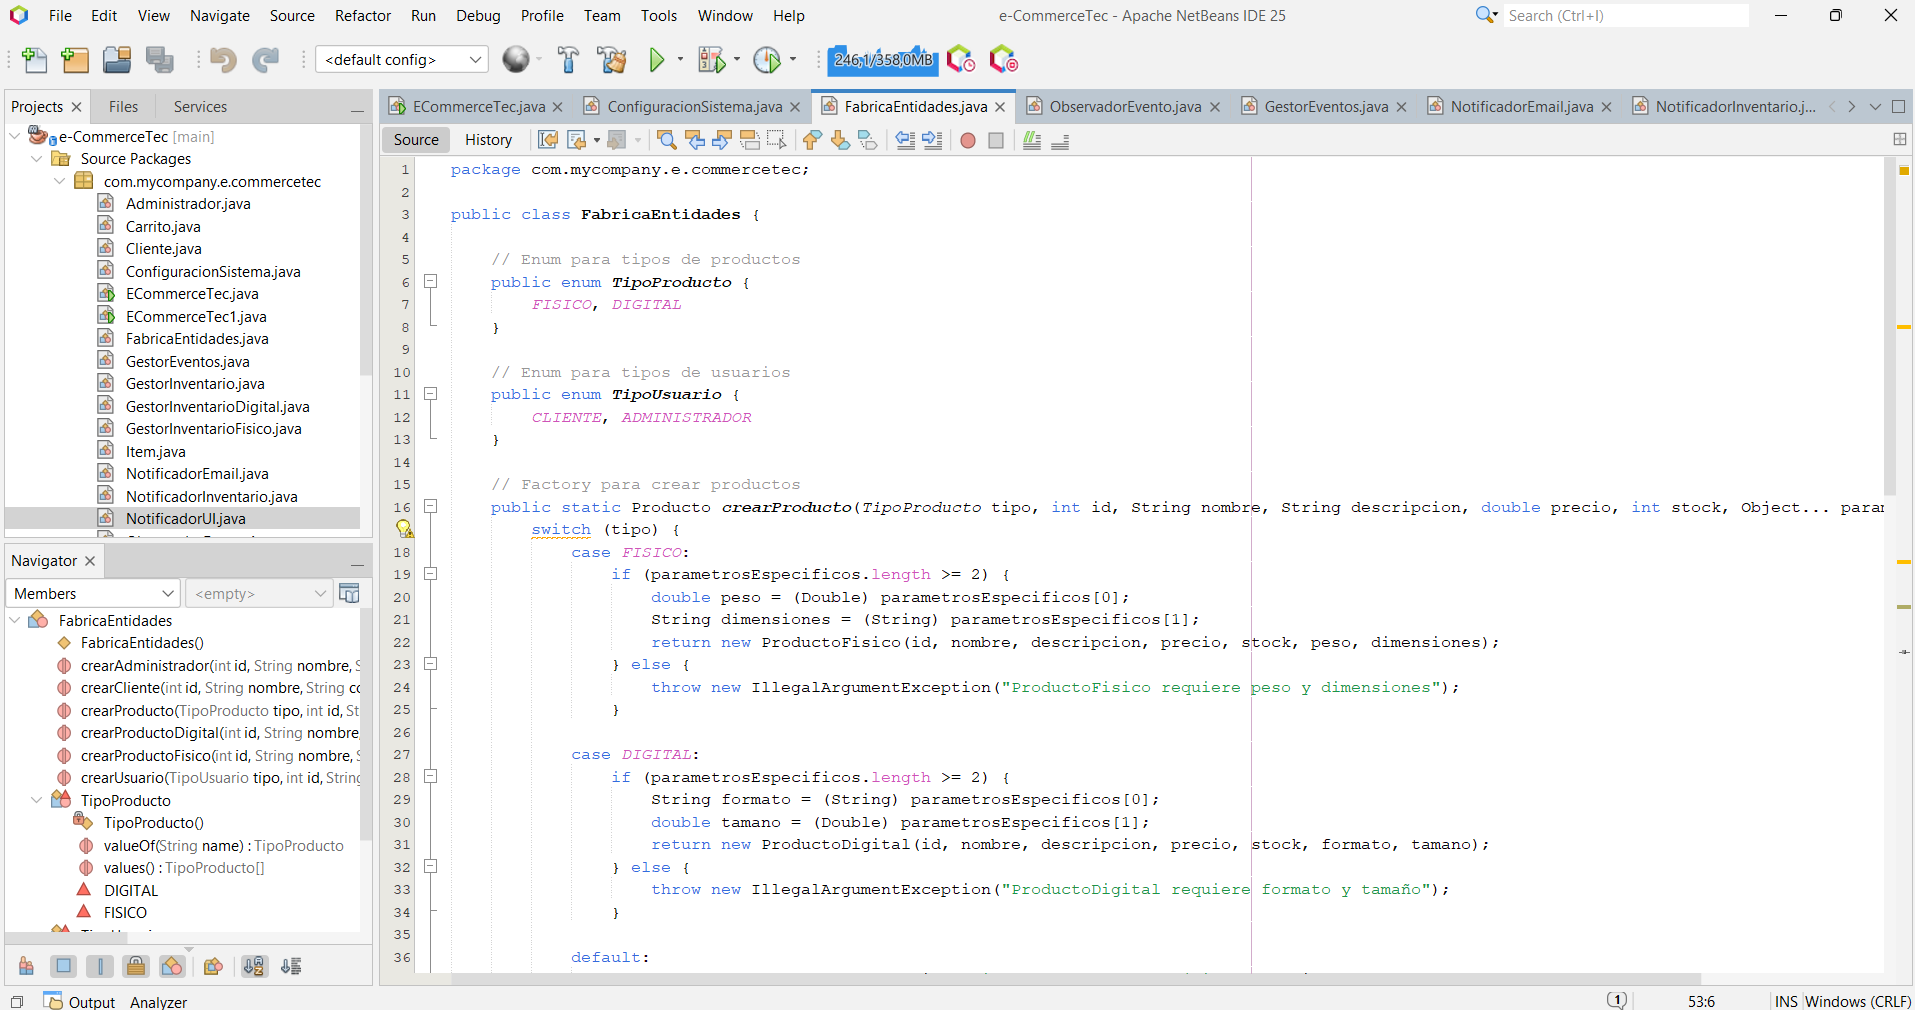 File Edit View Navigate Source Refactor Run Debug Profile Team Tools Window Help
e-CommerceTec - Apache NetBeans IDE 25
Search (Ctrl+I)
<default config>
246,1/358,0MB
Projects Files Services
ECommerceTec.java ConfiguracionSistema.java FabricaEntidades.java ObservadorEvento.java GestorEventos.java NotificadorEmail.java NotificadorInventario.j...
e-CommerceTec [main]
Source Packages
com.mycompany.e.commercetec
Administrador.java
Carrito.java
Cliente.java
ConfiguracionSistema.java
ECommerceTec.java
ECommerceTec1.java
FabricaEntidades.java
GestorEventos.java
GestorInventario.java
GestorInventarioDigital.java
GestorInventarioFisico.java
Item.java
NotificadorEmail.java
NotificadorInventario.java
NotificadorUI.java
Navigator
Members <empty>
FabricaEntidades
FabricaEntidades()
crearAdministrador(int id, String nombre, S
crearCliente(int id, String nombre, String co
crearProducto(TipoProducto tipo, int id, St
crearProductoDigital(int id, String nombre
crearProductoFisico(int id, String nombre, S
crearUsuario(TipoUsuario tipo, int id, String
TipoProducto
TipoProducto()
valueOf(String name) : TipoProducto
values() : TipoProducto[]
DIGITAL
FISICO
Source History
1 package com.mycompany.e.commercetec;
2
3 public class FabricaEntidades {
4
5 // Enum para tipos de productos
6 public enum TipoProducto {
7 FISICO, DIGITAL
8 }
9
10 // Enum para tipos de usuarios
11 public enum TipoUsuario {
12 CLIENTE, ADMINISTRADOR
13 }
14
15 // Factory para crear productos
16 public static Producto crearProducto(TipoProducto tipo, int id, String nombre, String descripcion, double precio, int stock, Object... parar
switch (tipo) {
18 case FISICO:
19 if (parametrosEspecificos.length >= 2) {
20 double peso = (Double) parametrosEspecificos[0];
21 String dimensiones = (String) parametrosEspecificos[1];
22 return new ProductoFisico(id, nombre, descripcion, precio, stock, peso, dimensiones);
23 } else {
24 throw new IllegalArgumentException("ProductoFisico requiere peso y dimensiones");
25 }
26
27 case DIGITAL:
28 if (parametrosEspecificos.length >= 2) {
29 String formato = (String) parametrosEspecificos[0];
30 double tamano = (Double) parametrosEspecificos[1];
31 return new ProductoDigital(id, nombre, descripcion, precio, stock, formato, tamano);
32 } else {
33 throw new IllegalArgumentException("ProductoDigital requiere formato y tamaño");
34 }
35
36 default:
Output Analyzer
1 53:6 INS Windows (CRLF)